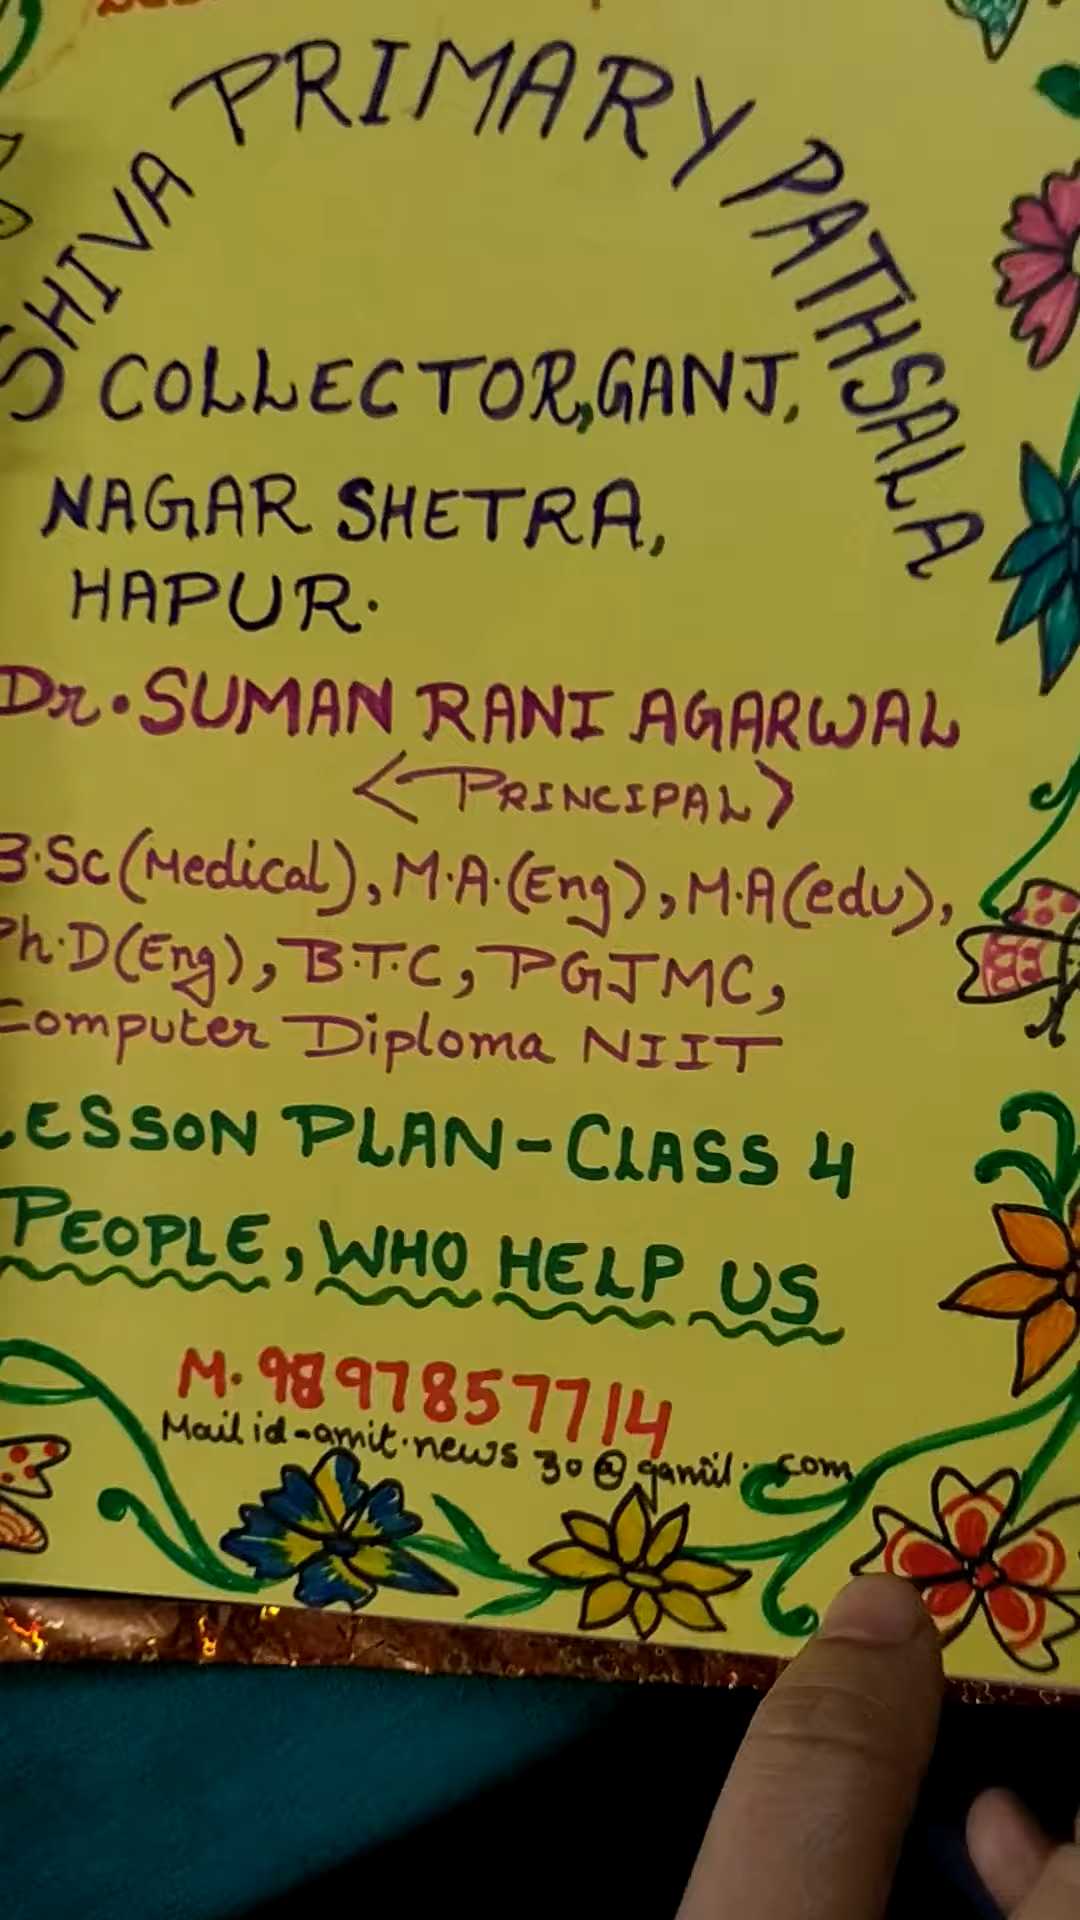 SHIVA PRIMARY PATHSALA
COLLECTOR,GANJ,
NAGAR SHETRA,
HAPUR.
Dr. SUMAN RANI AGARWAL
<PRINCIPAL>
B.Sc(Medical), M.A.(Eng), M.A(edu),
Ph.D(Eng), B.T.C, PGJMC,
Computer Diploma NIIT
LESSON PLAN-CLASS 4
PEOPLE, WHO HELP US
M. 9897857714
Mail id-amit.news 30@gamil. com